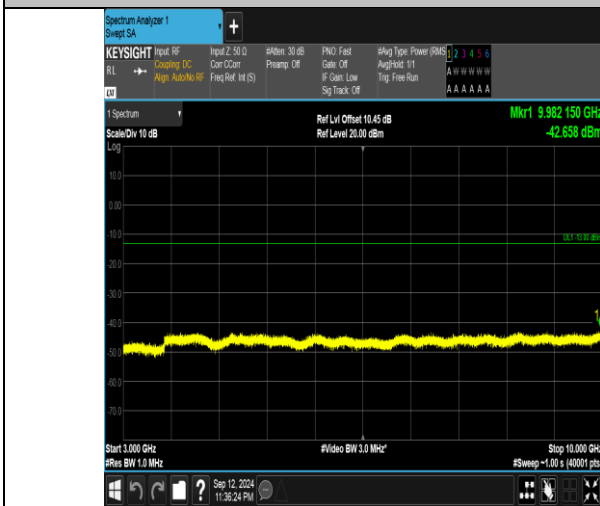 Spectrum Analyzer 1
Swept SA
+
KEYSIGHT Input: RF Input Z: 50 Ω #Atten: 30 dB PNO: Fast #Avg Type: Power (RMS 1 2 3 4 5 6
RL Coupling: DC Corr CCorr Preamp: Off Gate: Off Avg|Hold: 1/1 A W W W W W
Align: Auto/No RF Freq Ref: Int (S) IF Gain: Low Trig: Free Run
Sig Track: Off A A A A A A
LXI
1 Spectrum
Ref Lvl Offset 10.45 dB Mkr1 9.982 150 GHz
Scale/Div 10 dB Ref Level 20.00 dBm -42.658 dBm
Log
10.0
0.00
-10.0
DL1 -13.00 dBm
-20.0
-30.0
-40.0
1
-50.0
-60.0
-70.0
Start 3.000 GHz #Video BW 3.0 MHz* Stop 10.000 GHz
#Res BW 1.0 MHz #Sweep ~1.00 s (40001 pts
? Sep 12, 2024
11:36:24 PM